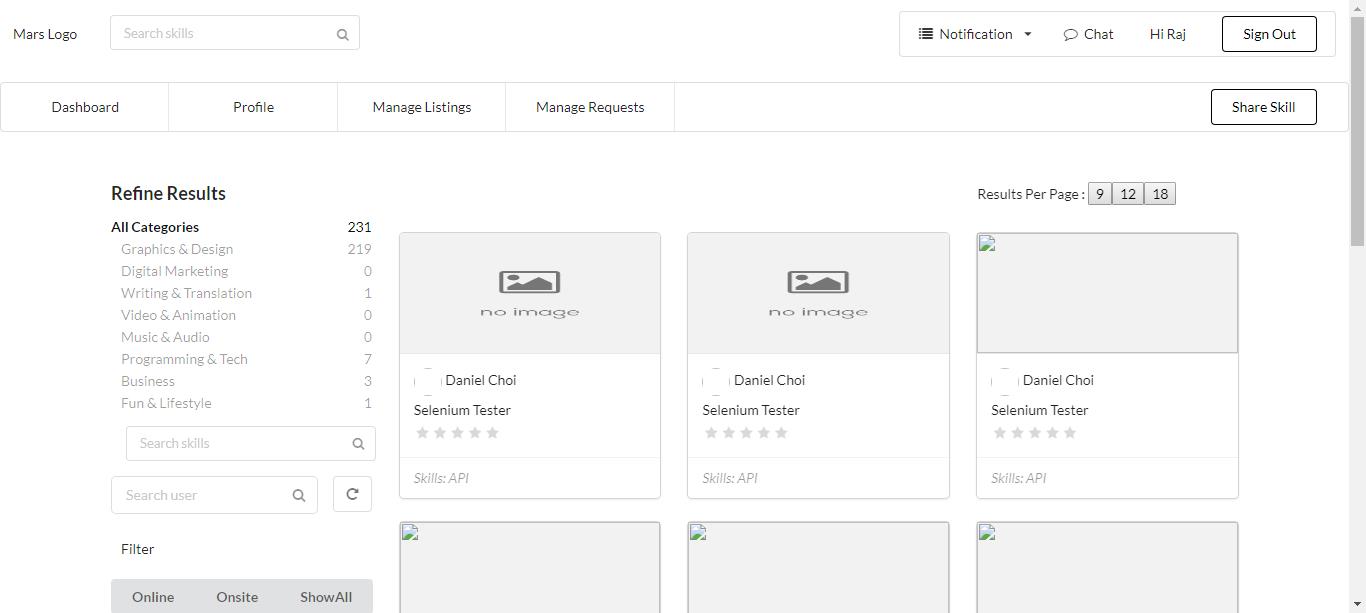 Mars Logo Search skills Notification Chat Hi Raj Sign Out
Dashboard Profile Manage Listings Manage Requests Share Skill
Refine Results
Results Per Page : 9 12 18
All Categories 231
Graphics & Design 219
Digital Marketing 0
Writing & Translation 1
Video & Animation 0
Music & Audio 0
Programming & Tech 7
Business 3
Fun & Lifestyle 1
Search skills
Search user
Filter
Online Onsite ShowAll
no image
Daniel Choi
Selenium Tester
Skills: API
no image
Daniel Choi
Selenium Tester
Skills: API
Daniel Choi
Selenium Tester
Skills: API